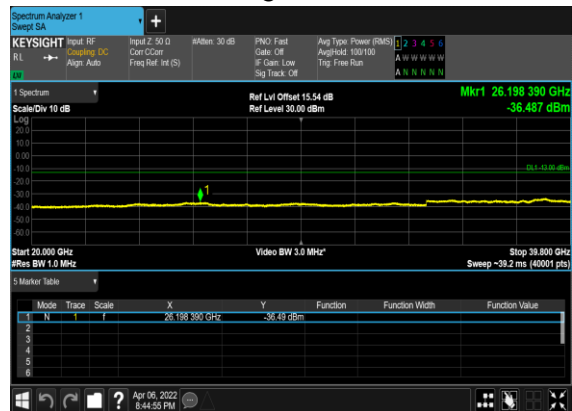 Spectrum Analyzer 1
Swept SA
KEYSIGHT Input: RF Input Z: 50 Ω #Atten: 30 dB PNO: Fast Avg Type: Power (RMS) 1 2 3 4 5 6
RL Coupling: DC Corr CCorr Gate: Off Avg|Hold: 100/100 A W W W W W
Align: Auto Freq Ref: Int (S) IF Gain: Low Trig: Free Run
Sig Track: Off A N N N N N
1 Spectrum
Scale/Div 10 dB
Ref Lvl Offset 15.54 dB
Ref Level 30.00 dBm
Mkr1 26.198 390 GHz
-36.487 dBm
Log
20.0
10.0
0.00
-10.0
DL1 -13.00 dBm
-20.0
-30.0
1
-40.0
-50.0
-60.0
Start 20.000 GHz Video BW 3.0 MHz* Stop 39.800 GHz
#Res BW 1.0 MHz Sweep ~39.2 ms (40001 pts)
5 Marker Table
Mode Trace Scale X Y Function Function Width Function Value
1 N 1 f 26.198 390 GHz -36.49 dBm
2
3
4
5
6
? Apr 06, 2022
8:44:55 PM